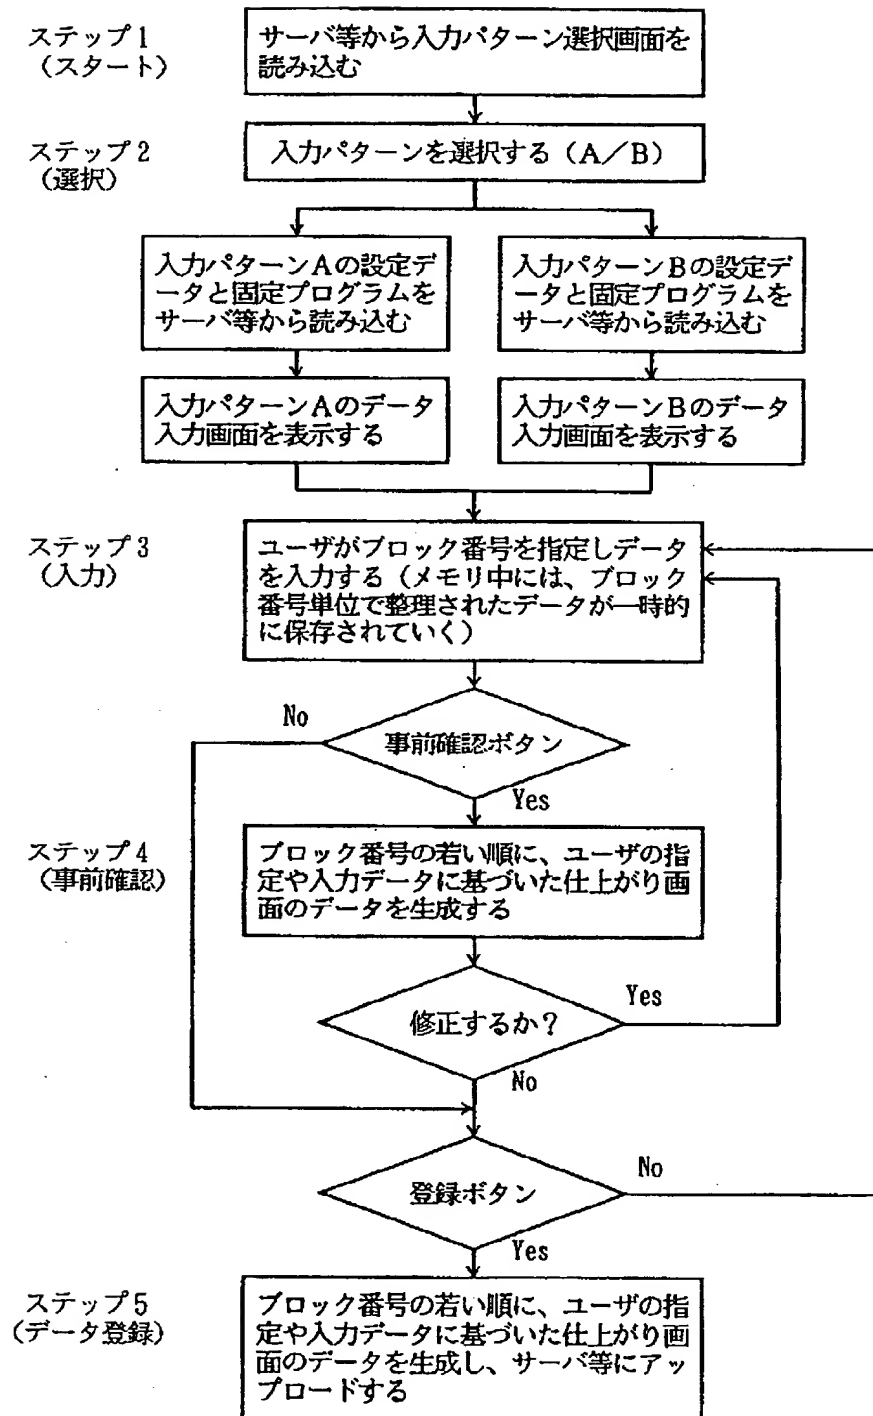 ステップ1
(スタート)
サーバ等から入力パターン選択画面を
読み込む
ステップ2
(選択)
入力パターンを選択する(A/B)
入力パターンAの設定デ
ータと固定プログラムを
サーバ等から読み込む
入力パターンBの設定デ
ータと固定プログラムを
サーバ等から読み込む
入力パターンAのデータ
入力画面を表示する
入力パターンBのデータ
入力画面を表示する
ステップ3
(入力)
ユーザがブロック番号を指定しデータ
を入力する(メモリ中には、ブロック
番号単位で整理されたデータが一時的
に保存されていく)
No
事前確認ボタン
Yes
ステップ4
(事前確認)
ブロック番号の若い順に、ユーザの指
定や入力データに基づいた仕上がり画
面のデータを生成する
修正するか?
Yes
No
登録ボタン
No
Yes
ステップ5
(データ登録)
ブロック番号の若い順に、ユーザの指
定や入力データに基づいた仕上がり画
面のデータを生成し、サーバ等にアッ
プロードする